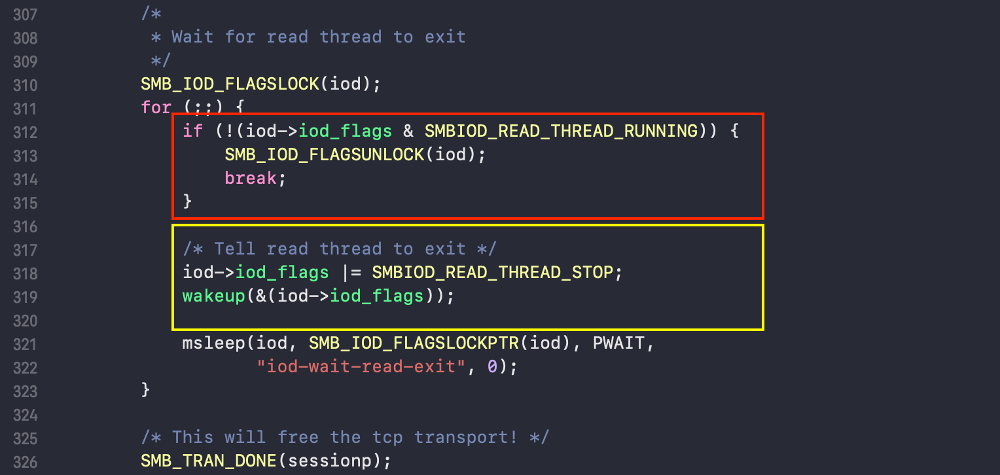 307 /*
308 * Wait for read thread to exit
309 */
310 SMB_IOD_FLAGSLOCK(iod);
311 for (;;) {
312 if (!(iod->iod_flags & SMBIOD_READ_THREAD_RUNNING)) {
313 SMB_IOD_FLAGSUNLOCK(iod);
314 break;
315 }
316
317 /* Tell read thread to exit */
318 iod->iod_flags |= SMBIOD_READ_THREAD_STOP;
319 wakeup(&(iod->iod_flags));
320
321 msleep(iod, SMB_IOD_FLAGSLOCKPTR(iod), PWAIT,
322 "iod-wait-read-exit", 0);
323 }
324
325 /* This will free the tcp transport! */
326 SMB_TRAN_DONE(sessionp);